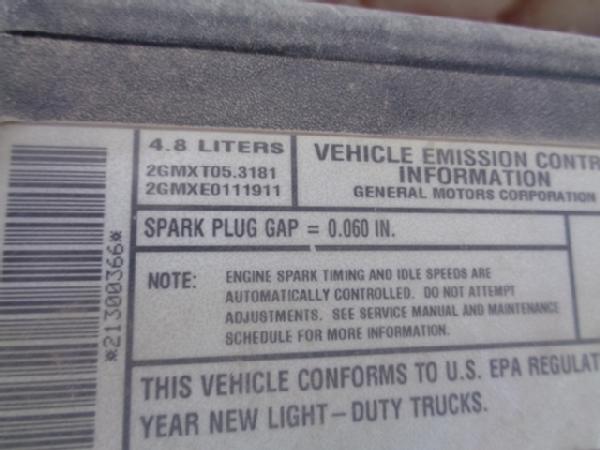 4.8 LITERS
2GMXT05.3181
2GMXE0111911
VEHICLE EMISSION CONTR
INFORMATION
GENERAL MOTORS CORPORATION
SPARK PLUG GAP = 0.060 IN.
NOTE: ENGINE SPARK TIMING AND IDLE SPEEDS ARE
AUTOMATICALLY CONTROLLED. DO NOT ATTEMPT
ADJUSTMENTS. SEE SERVICE MANUAL AND MAINTENANCE
SCHEDULE FOR MORE INFORMATION.
THIS VEHICLE CONFORMS TO U.S. EPA REGULAT
YEAR NEW LIGHT-DUTY TRUCKS.
*21300366*